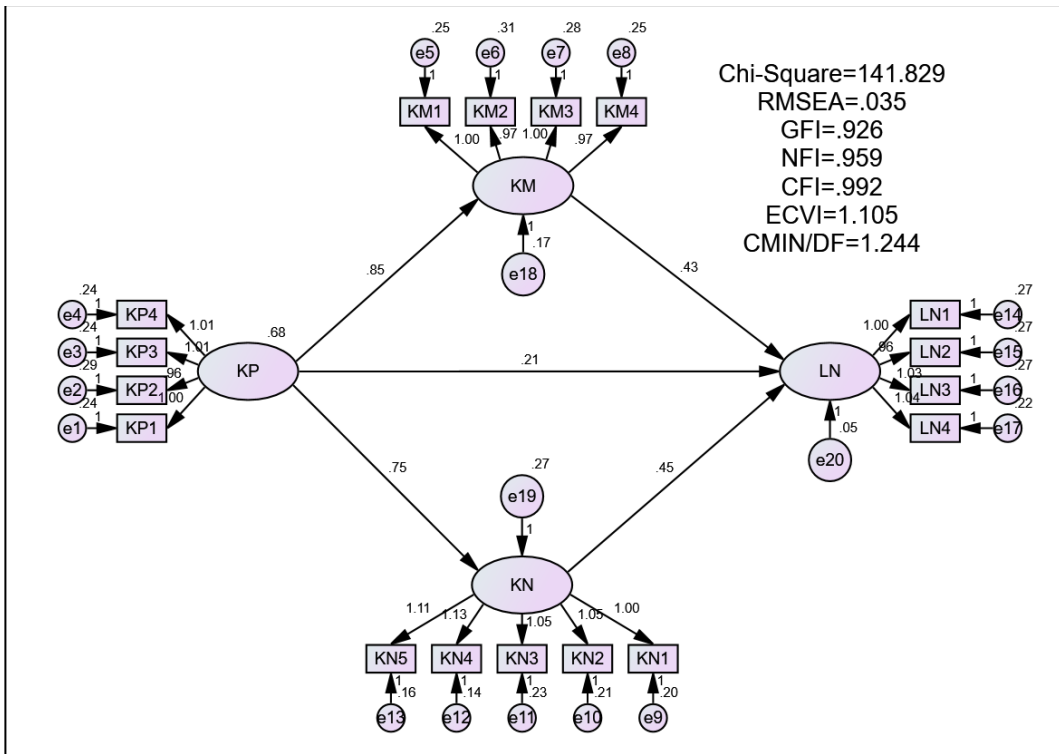 .25
.31
.28
.25
e5
e6
e7
e8
1
1
1
1
KM1
KM2
KM3
KM4
1.00
.97
1.00
.97
KM
1
.17
e18
Chi-Square=141.829
RMSEA=.035
GFI=.926
NFI=.959
CFI=.992
ECVI=1.105
CMIN/DF=1.244
.85
.43
.24
e4
1
KP4
1.01
.24
e3
1
KP3
1.01
.29
e2
1
KP2
.96
.24
e1
1
KP1
1.00
.68
KP
.21
LN
1
.05
e20
1.00
LN1
1
.27
e14
.96
LN2
1
.27
e15
1.03
LN3
1
.27
e16
1.04
LN4
1
.22
e17
.75
.45
.27
e19
1
KN
1.11
1.13
1.05
1.05
1.00
KN5
KN4
KN3
KN2
KN1
1
1
1
1
1
.16
.14
.23
.21
.20
e13
e12
e11
e10
e9